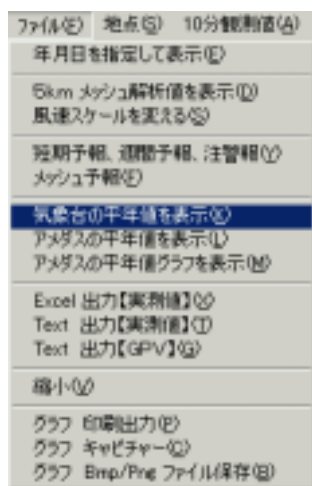 ファイル(F) 地点(S) 10分観測値(A)
年月日を指定して表示(E)
5km メッシュ解析値を表示(D)
風速スケールを変える(S)
短期予報、週間予報、注警報(Y)
メッシュ予報(F)
気象台の平年値を表示(K)
アメダスの平年値を表示(L)
アメダスの平年値グラフを表示(M)
Excel 出力【実測値】(X)
Text 出力【実測値】(T)
Text 出力【GPV】(G)
縮小(V)
グラフ 印刷出力(P)
グラフ キャピチャー(C)
グラフ Bmp/Png ファイル保存(B)